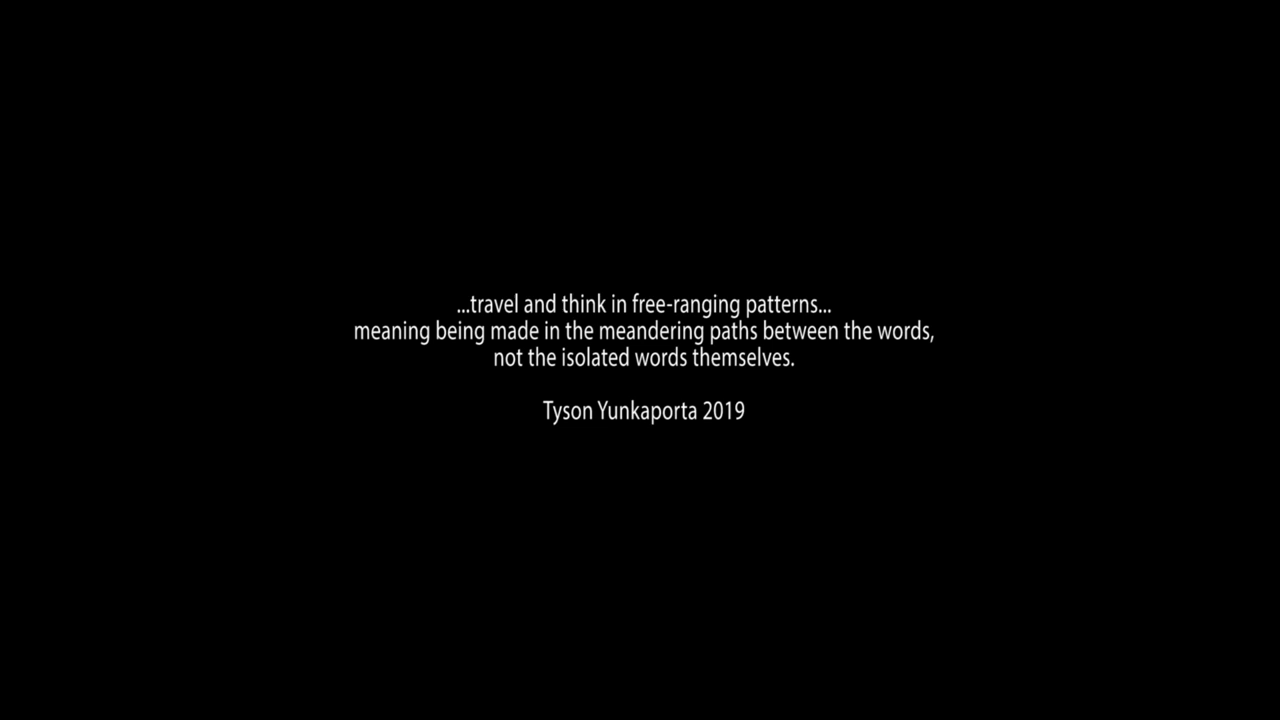 ...travel and think in free-ranging patterns...
meaning being made in the meandering paths between the words,
not the isolated words themselves.
Tyson Yunkaporta 2019